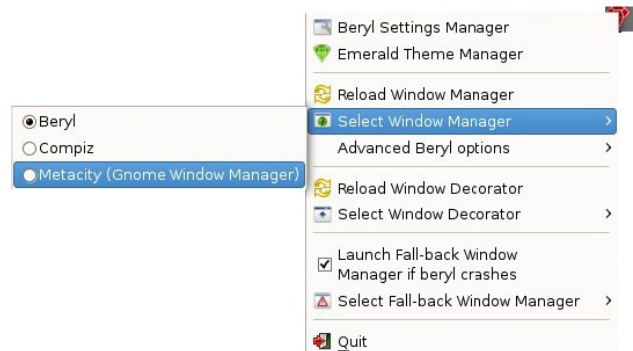 Beryl Settings Manager
Emerald Theme Manager
Reload Window Manager
Select Window Manager
Advanced Beryl options
Reload Window Decorator
Select Window Decorator
Launch Fall-back Window
Manager if beryl crashes
Select Fall-back Window Manager
Quit
Beryl
Compiz
Metacity (Gnome Window Manager)